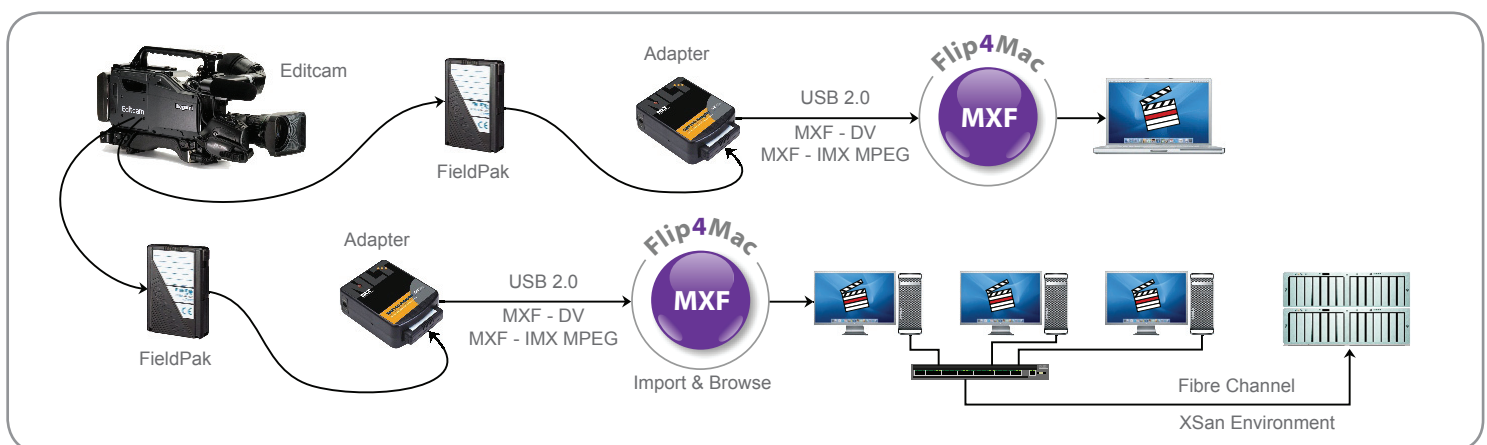 Editcam
Editcam
FieldPak
Adapter
USB 2.0
MXF - DV
MXF - IMX MPEG
Flip4Mac
MXF
FieldPak
Adapter
USB 2.0
MXF - DV
MXF - IMX MPEG
Flip4Mac
MXF
Import & Browse
Fibre Channel
XSan Environment